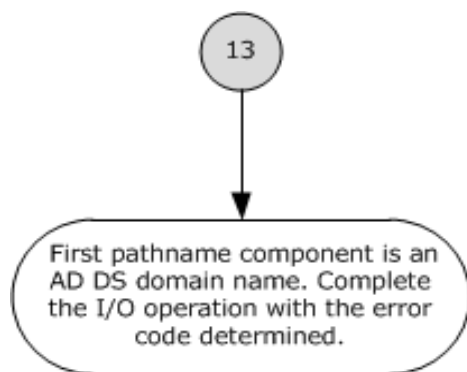 13
First pathname component is an
AD DS domain name. Complete
the I/O operation with the error
code determined.